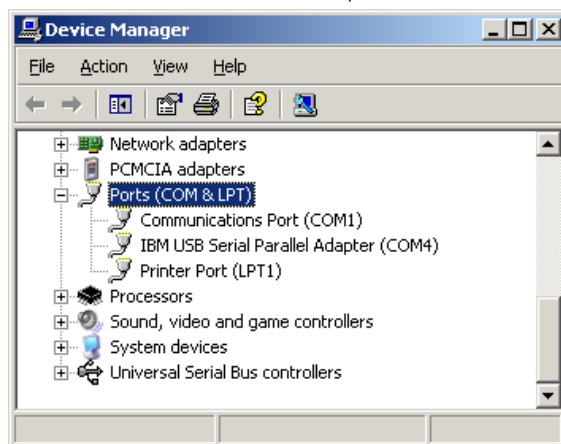 Device Manager
File Action View Help
Network adapters
PCMCIA adapters
Ports (COM & LPT)
Communications Port (COM1)
IBM USB Serial Parallel Adapter (COM4)
Printer Port (LPT1)
Processors
Sound, video and game controllers
System devices
Universal Serial Bus controllers